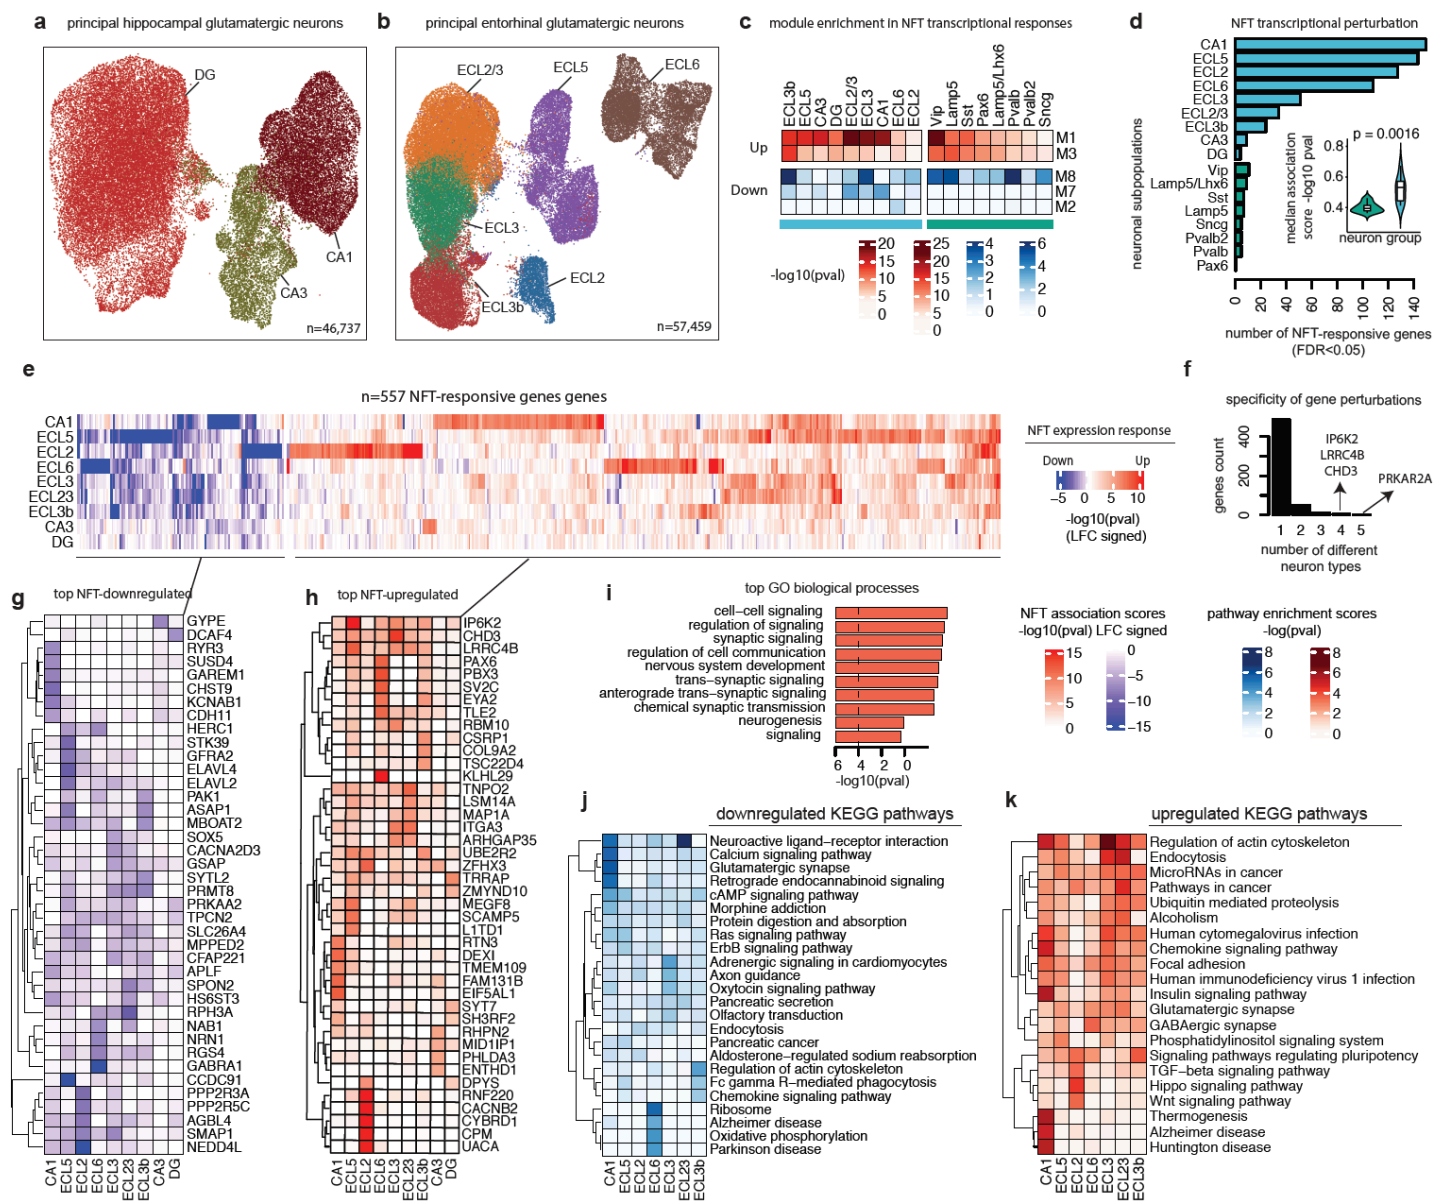 a
principal hippocampal glutamatergic neurons
DG
CA1
CA3
n=46,737
b
principal entorhinal glutamatergic neurons
ECL2/3
ECL5
ECL6
ECL3
ECL2
ECL3b
n=57,459
c
module enrichment in NFT transcriptional responses
ECL3b
ECL5
CA3
DG
ECL2/3
ECL3
CA1
ECL6
ECL2
Vip
Lamp5
Sst
Pax6
Lamp5/Lhx6
Pvalb
Pvalb2
Sncg
Up
M1
M3
Down
M8
M7
M2
-log10(pval)
20
15
10
5
0
25
20
15
10
5
0
4
3
2
1
0
6
4
2
0
d
NFT transcriptional perturbation
neuronal subpopulations
CA1
ECL5
ECL2
ECL6
ECL3
ECL2/3
ECL3b
CA3
DG
Vip
Lamp5/Lhx6
Sst
Lamp5
Sncg
Pvalb2
Pvalb
Pax6
0
20
40
60
80
100
120
140
number of NFT-responsive genes
(FDR<0.05)
median association
score -log10 pval
p = 0.0016
0.8
0.6
0.4
neuron group
e
n=557 NFT-responsive genes genes
CA1
ECL5
ECL2
ECL6
ECL3
ECL23
ECL3b
CA3
DG
NFT expression response
Down
Up
−5
0
5
10
-log10(pval)
(LFC signed)
f
specificity of gene perturbations
genes count
400
200
0
IP6K2
LRRC4B
CHD3
PRKAR2A
1
2
3
4
5
number of different
neuron types
g
top NFT-downregulated
GYPE
DCAF4
RYR3
SUSD4
GAREM1
CHST9
KCNAB1
CDH11
HERC1
STK39
GFRA2
ELAVL4
ELAVL2
PAK1
ASAP1
MBOAT2
SOX5
CACNA2D3
GSAP
SYTL2
PRMT8
PRKAA2
TPCN2
SLC26A4
MPPED2
CFAP221
APLF
SPON2
HS6ST3
RPH3A
NAB1
NRN1
RGS4
GABRA1
CCDC91
PPP2R3A
PPP2R5C
AGBL4
SMAP1
NEDD4L
CA1
ECL5
ECL2
ECL6
ECL3
ECL23
ECL3b
CA3
DG
h
top NFT-upregulated
IP6K2
CHD3
LRRC4B
PAX6
PBX3
SV2C
EYA2
TLE2
RBM10
CSRP1
COL9A2
TSC22D4
KLHL29
TNPO2
LSM14A
MAP1A
ITGA3
ARHGAP35
UBE2R2
ZFHX3
TRRAP
ZMYND10
MEGF8
SCAMP5
L1TD1
RTN3
DEXI
TMEM109
FAM131B
EIF5AL1
SYT7
SH3RF2
RHPN2
MID1IP1
PHLDA3
ENTHD1
DPYS
RNF220
CACNB2
CYBRD1
CPM
UACA
CA1
ECL5
ECL2
ECL6
ECL3
ECL23
ECL3b
CA3
DG
i
top GO biological processes
cell−cell signaling
regulation of signaling
synaptic signaling
regulation of cell communication
nervous system development
trans−synaptic signaling
anterograde trans−synaptic signaling
chemical synaptic transmission
neurogenesis
signaling
6
4
2
0
-log10(pval)
NFT association scores
-log10(pval) LFC signed
15
10
5
0
0
−5
−10
−15
pathway enrichment scores
-log(pval)
8
6
4
2
0
8
6
4
2
0
j
downregulated KEGG pathways
Neuroactive ligand−receptor interaction
Calcium signaling pathway
Glutamatergic synapse
Retrograde endocannabinoid signaling
cAMP signaling pathway
Morphine addiction
Protein digestion and absorption
Ras signaling pathway
ErbB signaling pathway
Adrenergic signaling in cardiomyocytes
Axon guidance
Oxytocin signaling pathway
Pancreatic secretion
Olfactory transduction
Endocytosis
Pancreatic cancer
Aldosterone−regulated sodium reabsorption
Regulation of actin cytoskeleton
Fc gamma R−mediated phagocytosis
Chemokine signaling pathway
Ribosome
Alzheimer disease
Oxidative phosphorylation
Parkinson disease
CA1
ECL5
ECL2
ECL6
ECL3
ECL23
ECL3b
k
upregulated KEGG pathways
Regulation of actin cytoskeleton
Endocytosis
MicroRNAs in cancer
Pathways in cancer
Ubiquitin mediated proteolysis
Alcoholism
Human cytomegalovirus infection
Chemokine signaling pathway
Focal adhesion
Human immunodeficiency virus 1 infection
Insulin signaling pathway
Glutamatergic synapse
GABAergic synapse
Phosphatidylinositol signaling system
Signaling pathways regulating pluripotency
TGF−beta signaling pathway
Hippo signaling pathway
Wnt signaling pathway
Thermogenesis
Alzheimer disease
Huntington disease
CA1
ECL5
ECL2
ECL6
ECL3
ECL23
ECL3b